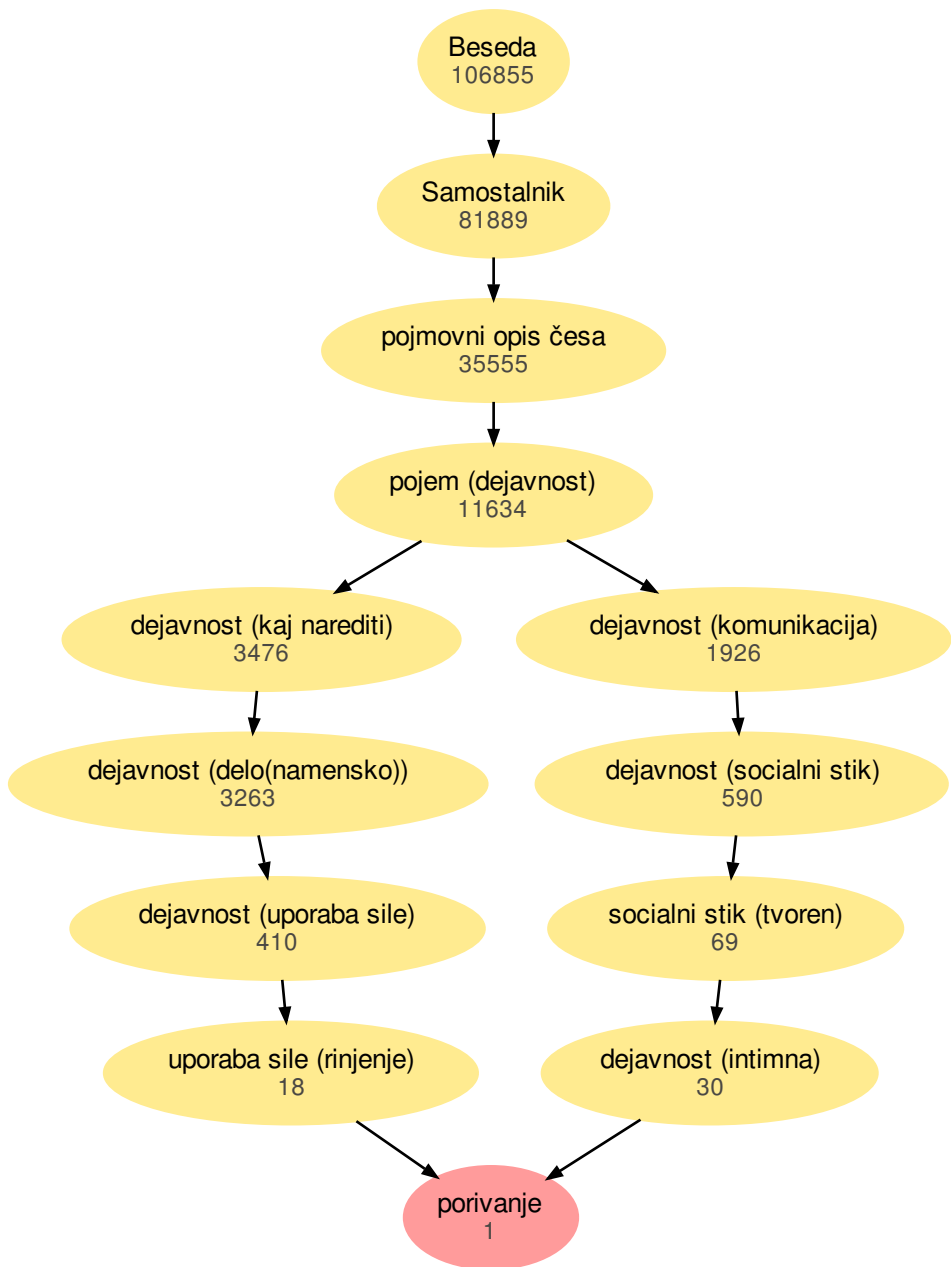 Beseda
106855
Samostalnik
81889
pojmovni opis česa
35555
pojem (dejavnost)
11634
dejavnost (kaj narediti)
3476
dejavnost (komunikacija)
1926
dejavnost (delo(namensko))
3263
dejavnost (socialni stik)
590
dejavnost (uporaba sile)
410
socialni stik (tvoren)
69
uporaba sile (rinjenje)
18
dejavnost (intimna)
30
porivanje
1